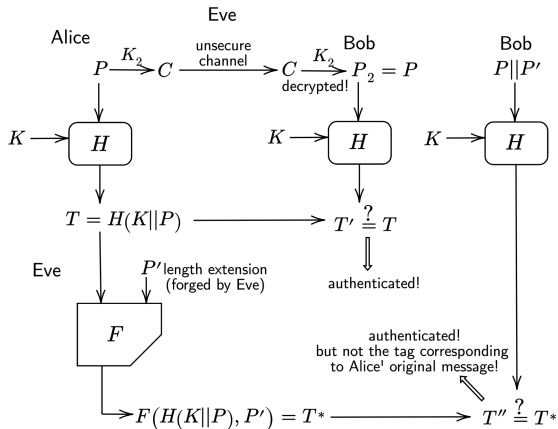 Eve
Alice
Bob
Bob
P K₂ C
unsecure
channel
C K₂ P₂ = P
decrypted!
P||P′
K H
K H
K H
T = H(K||P)
T′ ≟ T
Eve
P′ length extension
(forged by Eve)
authenticated!
F
authenticated!
but not the tag corresponding
to Alice' original message!
F(H(K||P), P′) = T*
T″ ≟ T*